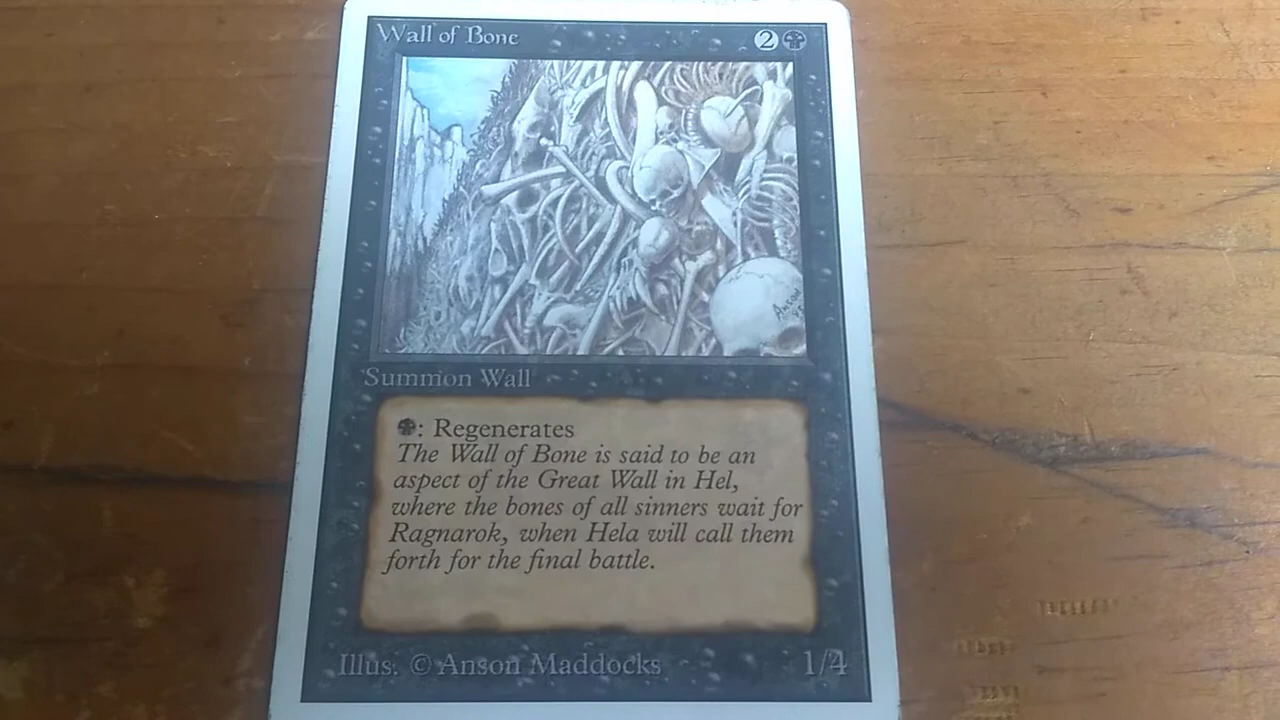 Wall of Bone 2
Summon Wall
: Regenerates
The Wall of Bone is said to be an
aspect of the Great Wall in Hel,
where the bones of all sinners wait for
Ragnarok, when Hela will call them
forth for the final battle.
Illus. © Anson Maddocks 1/4